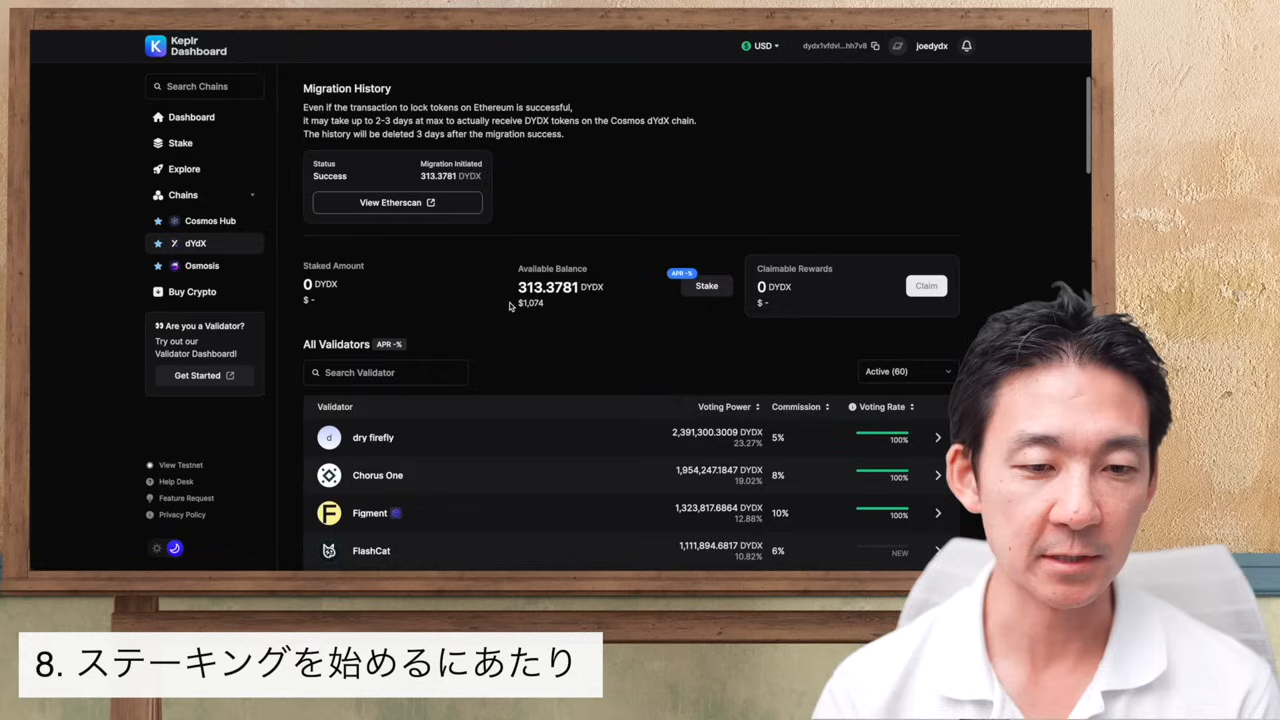 Keplr
Dashboard
USD
dydx1vfdvl...hh7v8
joedydx
Search Chains
Dashboard
Stake
Explore
Chains
Cosmos Hub
dYdX
Osmosis
Buy Crypto
Are you a Validator?
Try out our
Validator Dashboard!
Get Started
View Testnet
Help Desk
Feature Request
Privacy Policy
Migration History
Even if the transaction to lock tokens on Ethereum is successful,
it may take up to 2-3 days at max to actually receive DYDX tokens on the Cosmos dYdX chain.
The history will be deleted 3 days after the migration success.
Status
Migration Initiated
Success
313.3781 DYDX
View Etherscan
Staked Amount
0 DYDX
$ -
Available Balance
313.3781 DYDX
$1,074
APR -%
Stake
Claimable Rewards
0 DYDX
$ -
Claim
All Validators APR -%
Search Validator
Active (60)
Validator Voting Power Commission Voting Rate
d dry firefly 2,391,300.3009 DYDX 5%
23.27% 100%
Chorus One 1,954,247.1847 DYDX 8%
19.02% 100%
F Figment 1,323,817.6864 DYDX 10%
12.88% 100%
FlashCat 1,111,894.6817 DYDX 6%
10.82% NEW
8. ステーキングを始めるにあたり